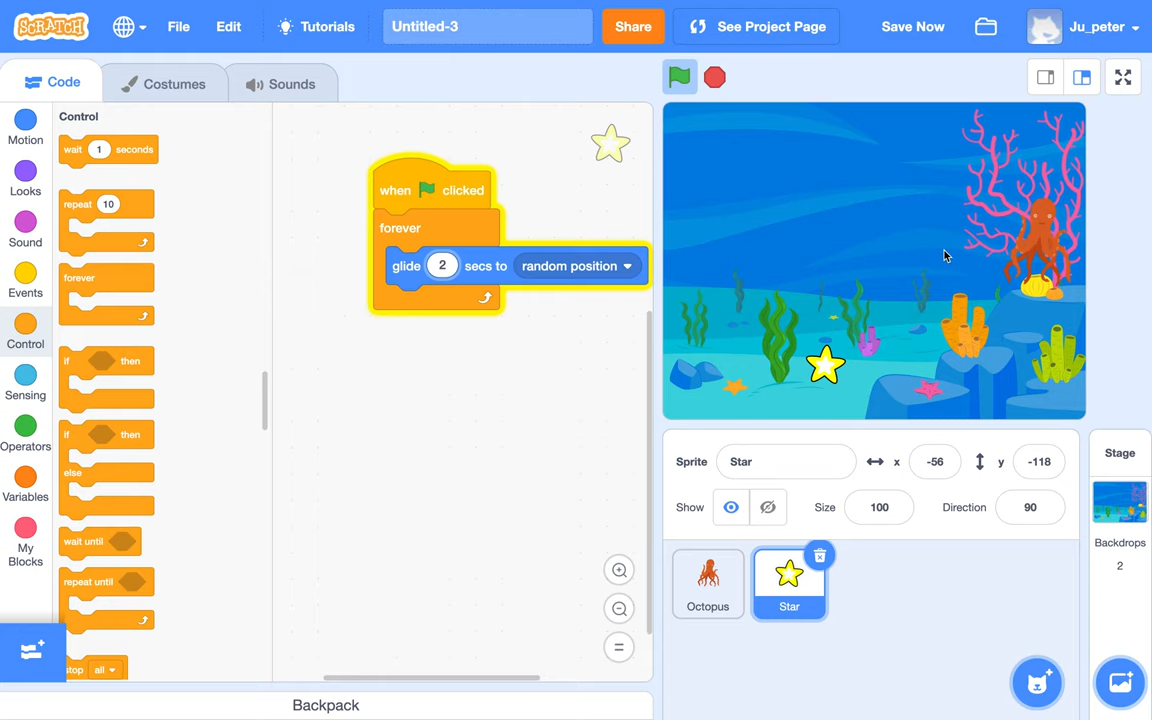 SCRATCH File Edit Tutorials Untitled-3 Share See Project Page Save Now Ju_peter
Code Costumes Sounds
Motion
Looks
Sound
Events
Control
Sensing
Operators
Variables
My
Blocks
Control
wait 1 seconds
repeat 10
forever
if then
if then
else
wait until
repeat until
stop all
when clicked
forever
glide 2 secs to random position
Sprite Star x -56 y -118
Show Size 100 Direction 90
Octopus
Star
Stage
Backdrops
2
Backpack